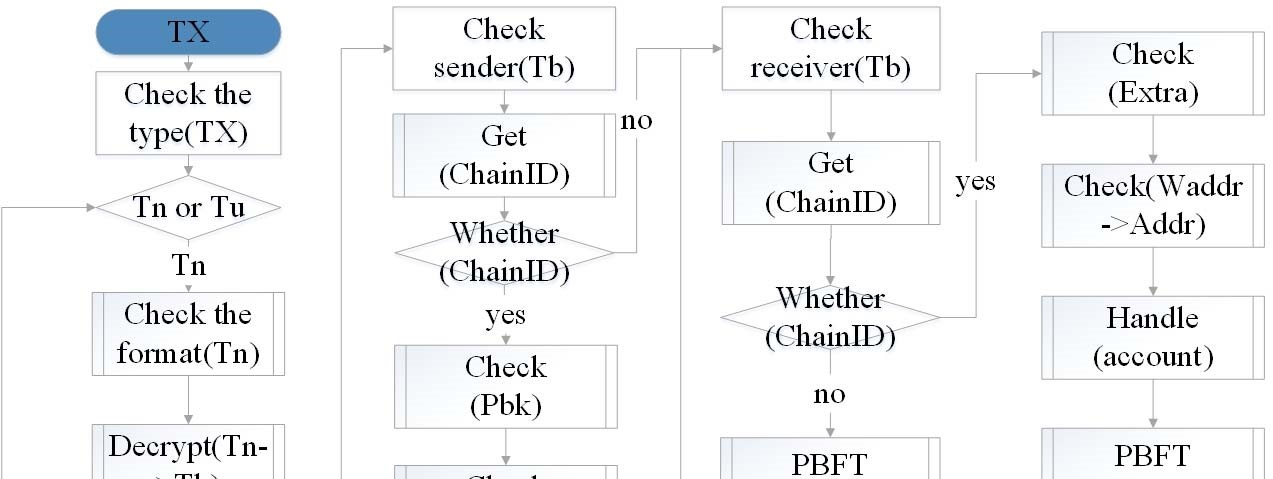 TX
Check the
type(TX)
Tn or Tu
Tn
Check the
format(Tn)
Decrypt(Tn-
Check
sender(Tb)
Get
(ChainID)
Whether
(ChainID)
no
yes
Check
(Pbk)
Check
receiver(Tb)
Get
(ChainID)
Whether
(ChainID)
yes
no
PBFT
Check
(Extra)
Check(Waddr
->Addr)
Handle
(account)
PBFT